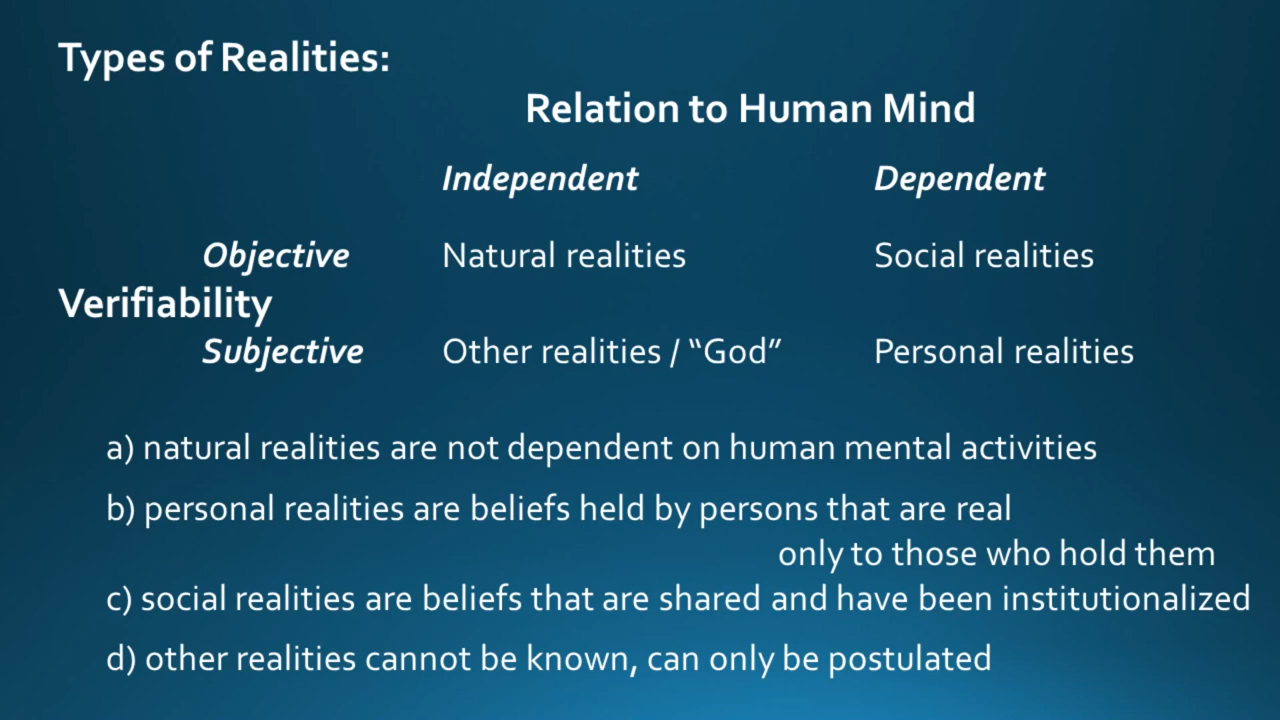 Types of Realities:
Relation to Human Mind
Independent Dependent
Objective Natural realities Social realities
Verifiability
Subjective Other realities / “God” Personal realities
a) natural realities are not dependent on human mental activities
b) personal realities are beliefs held by persons that are real
only to those who hold them
c) social realities are beliefs that are shared and have been institutionalized
d) other realities cannot be known, can only be postulated